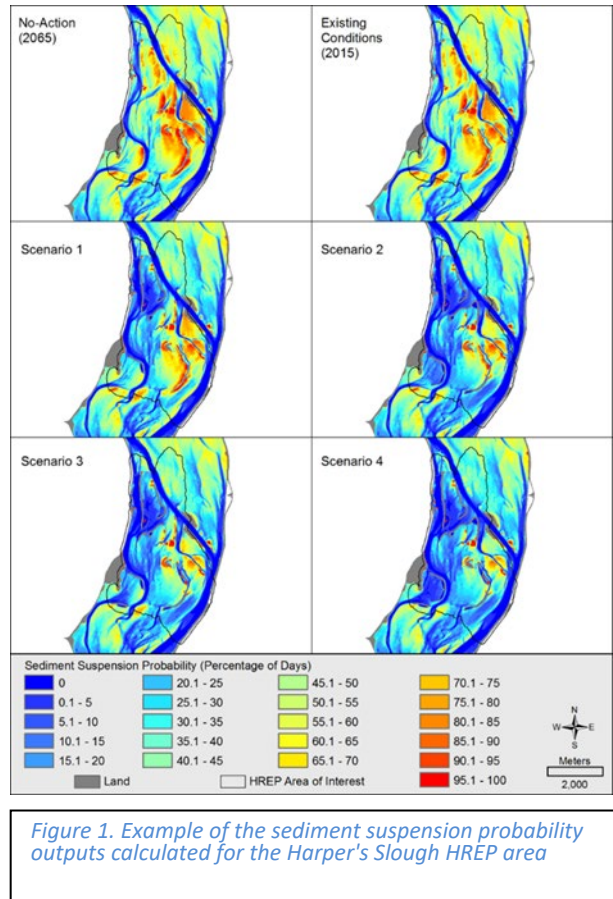 No-Action
(2065)
Existing
Conditions
(2015)
Scenario 1
Scenario 2
Scenario 3
Scenario 4
Sediment Suspension Probability (Percentage of Days)
0
0.1 - 5
5.1 - 10
10.1 - 15
15.1 - 20
20.1 - 25
25.1 - 30
30.1 - 35
35.1 - 40
40.1 - 45
45.1 - 50
50.1 - 55
55.1 - 60
60.1 - 65
65.1 - 70
70.1 - 75
75.1 - 80
80.1 - 85
85.1 - 90
90.1 - 95
95.1 - 100
Land
HREP Area of Interest
N
W E
S
Meters
2,000
Figure 1. Example of the sediment suspension probability
outputs calculated for the Harper's Slough HREP area